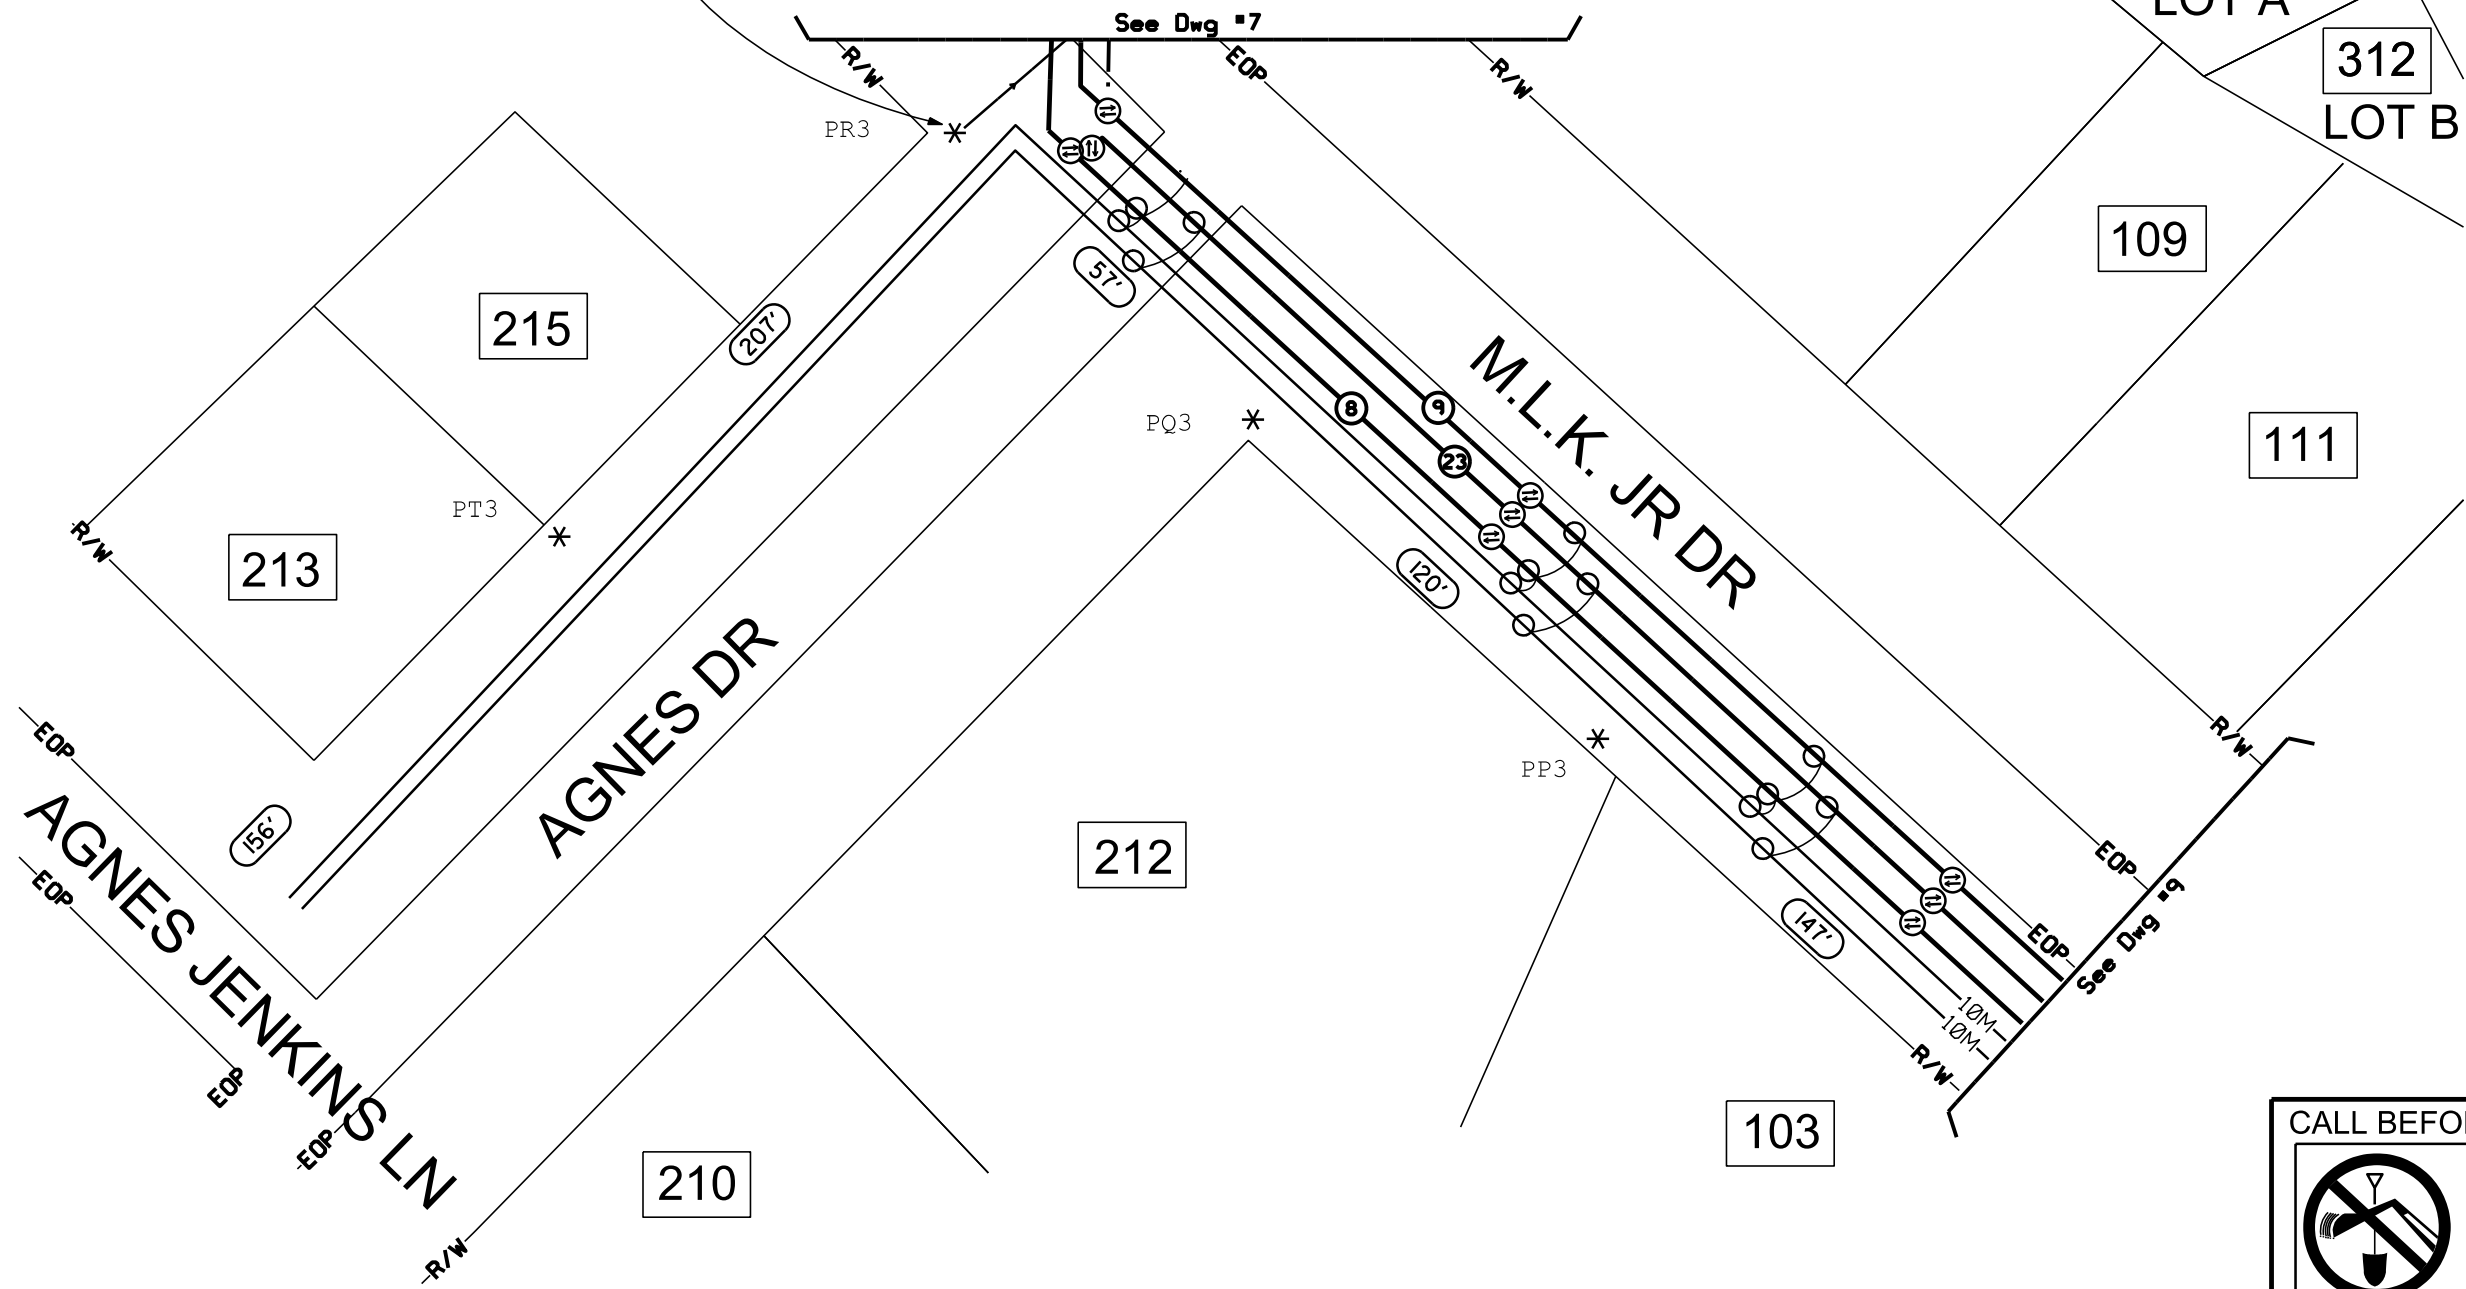 See Dwg "7
LOT A
R/W
EOP
R/W
312
LOT B
PR3
109
57'
215
207'
M.L.K. JR DR
8
9
PQ3
23
111
PT3
R/W
213
120'
AGNES DR
EOP
R/W
PP3
156'
AGNES JENKINS LN
212
EOP
EOP
147'
EOP
See Dwg "9
10M
10M
R/W
EOP
EOP
103
210
R/W
CALL BEFO